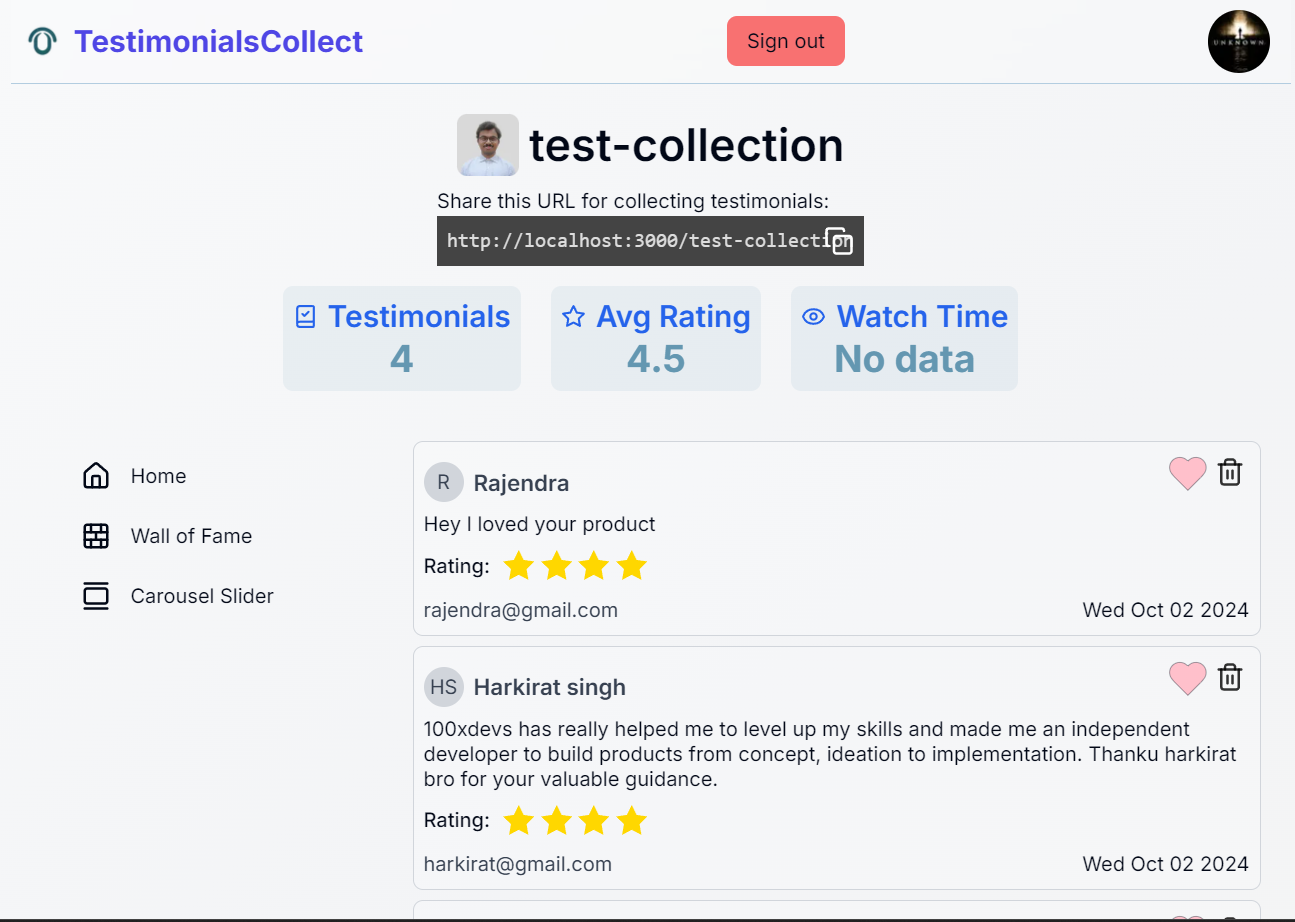 TestimonialsCollect
Sign out
UNKNOWN
test-collection
Share this URL for collecting testimonials:
http://localhost:3000/test-collection
Testimonials
4
Avg Rating
4.5
Watch Time
No data
Home
Wall of Fame
Carousel Slider
R
Rajendra
Hey I loved your product
Rating:
rajendra@gmail.com
Wed Oct 02 2024
HS
Harkirat singh
100xdevs has really helped me to level up my skills and made me an independent
developer to build products from concept, ideation to implementation. Thanku harkirat
bro for your valuable guidance.
Rating:
harkirat@gmail.com
Wed Oct 02 2024